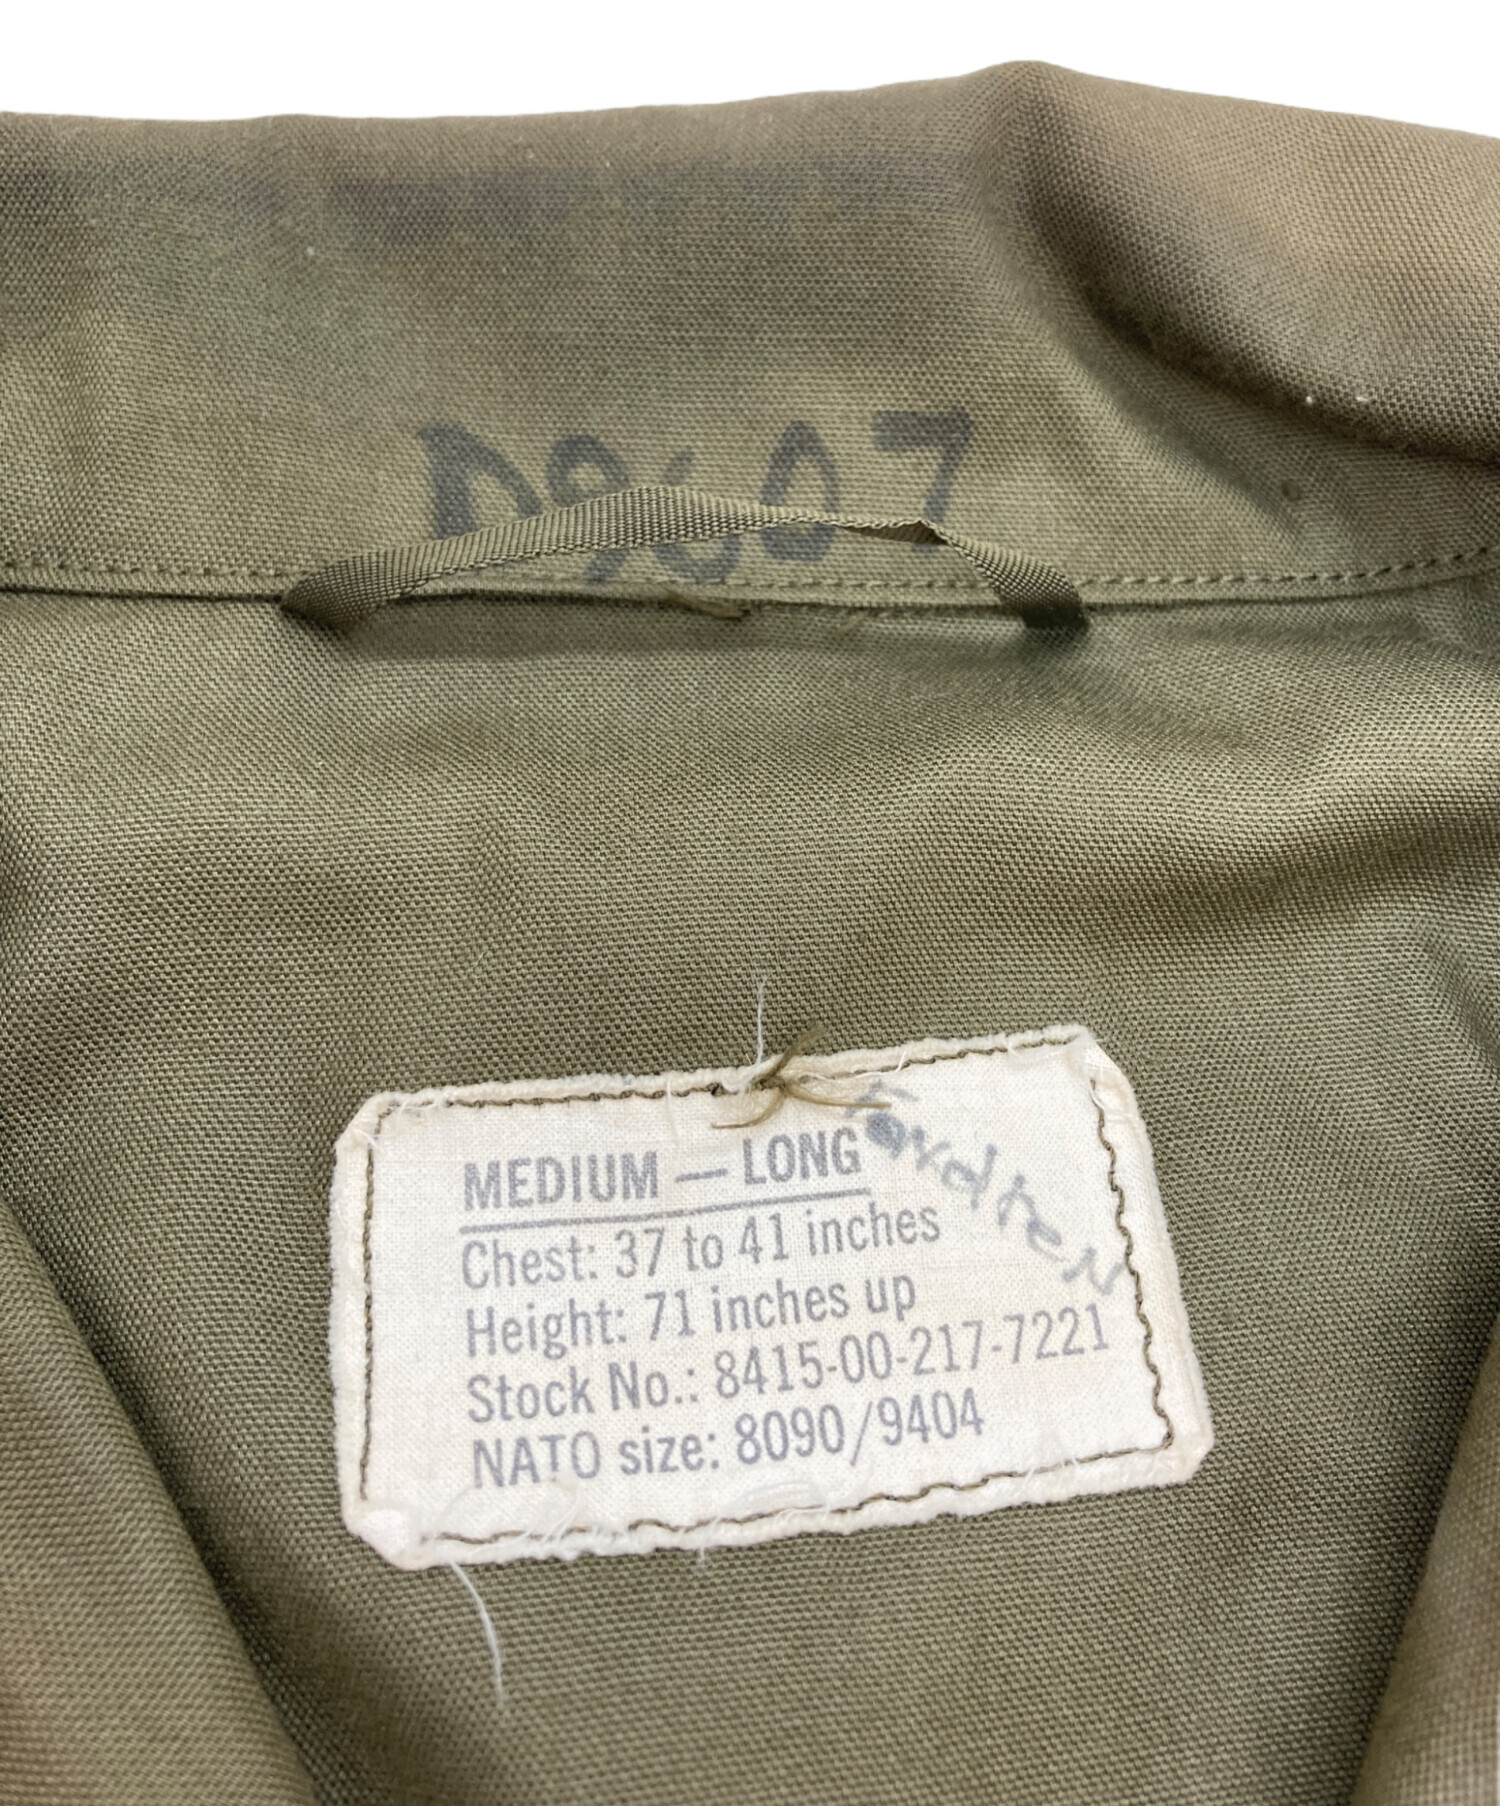 D9607
MEDIUM — LONG
Chest: 37 to 41 inches
Height: 71 inches up
Stock No.: 8415-00-217-7221
NATO size: 8090/9404